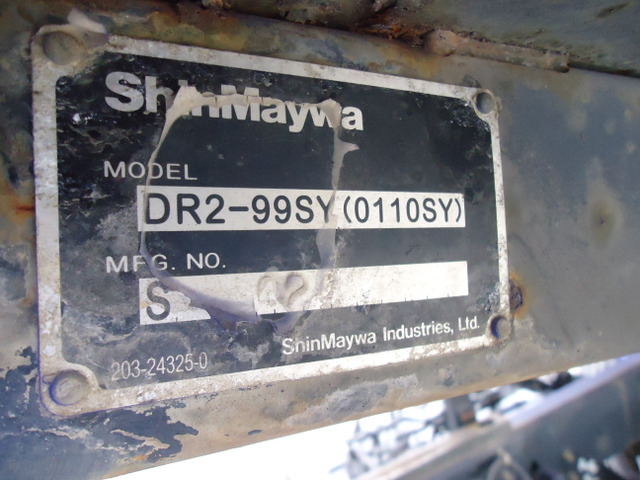 ShinMaywa
MODEL
DR2-99SY(0110SY)
MFG. NO.
S
ShinMaywa Industries, Ltd.
203-24325-0